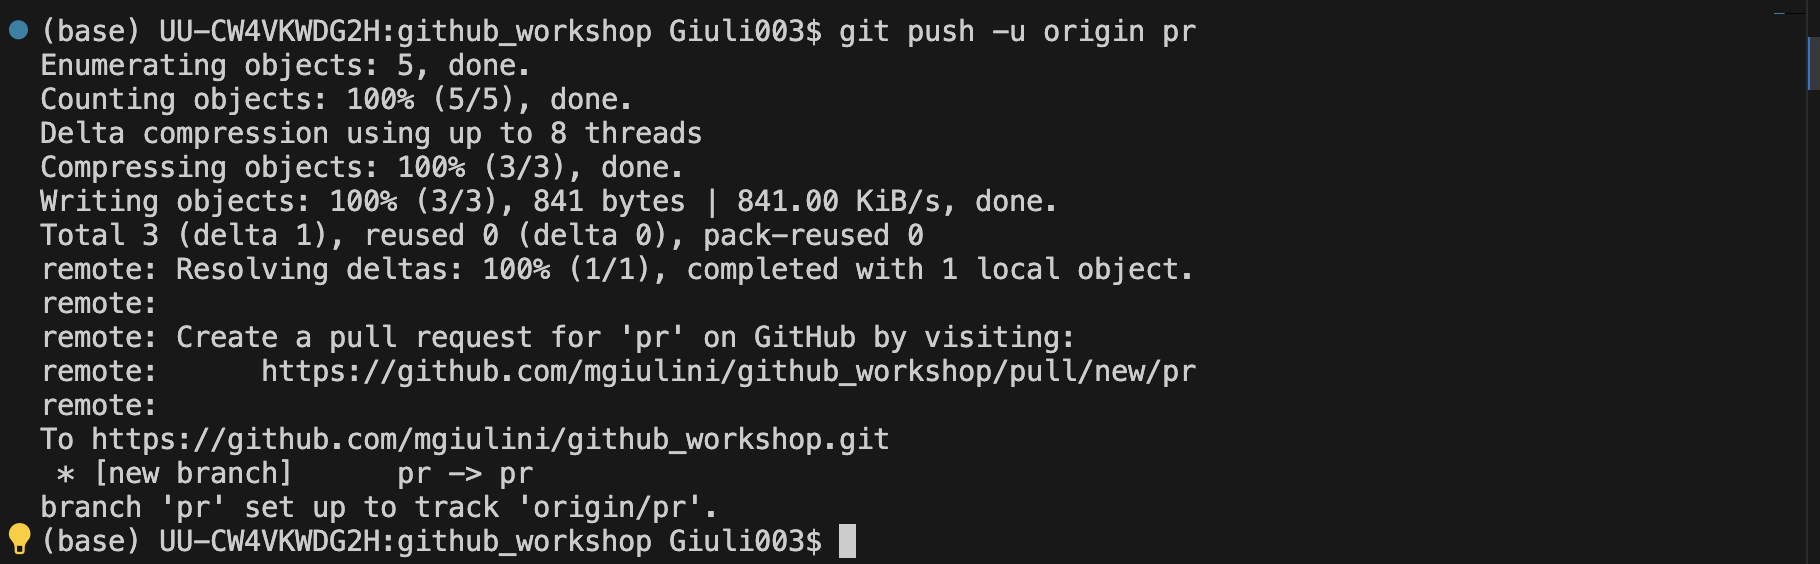 (base) UU-CW4VKWDG2H:github_workshop Giuli003$ git push -u origin pr
Enumerating objects: 5, done.
Counting objects: 100% (5/5), done.
Delta compression using up to 8 threads
Compressing objects: 100% (3/3), done.
Writing objects: 100% (3/3), 841 bytes | 841.00 KiB/s, done.
Total 3 (delta 1), reused 0 (delta 0), pack-reused 0
remote: Resolving deltas: 100% (1/1), completed with 1 local object.
remote:
remote: Create a pull request for 'pr' on GitHub by visiting:
remote:      https://github.com/mgiulini/github_workshop/pull/new/pr
remote:
To https://github.com/mgiulini/github_workshop.git
 * [new branch]      pr -> pr
branch 'pr' set up to track 'origin/pr'.
(base) UU-CW4VKWDG2H:github_workshop Giuli003$